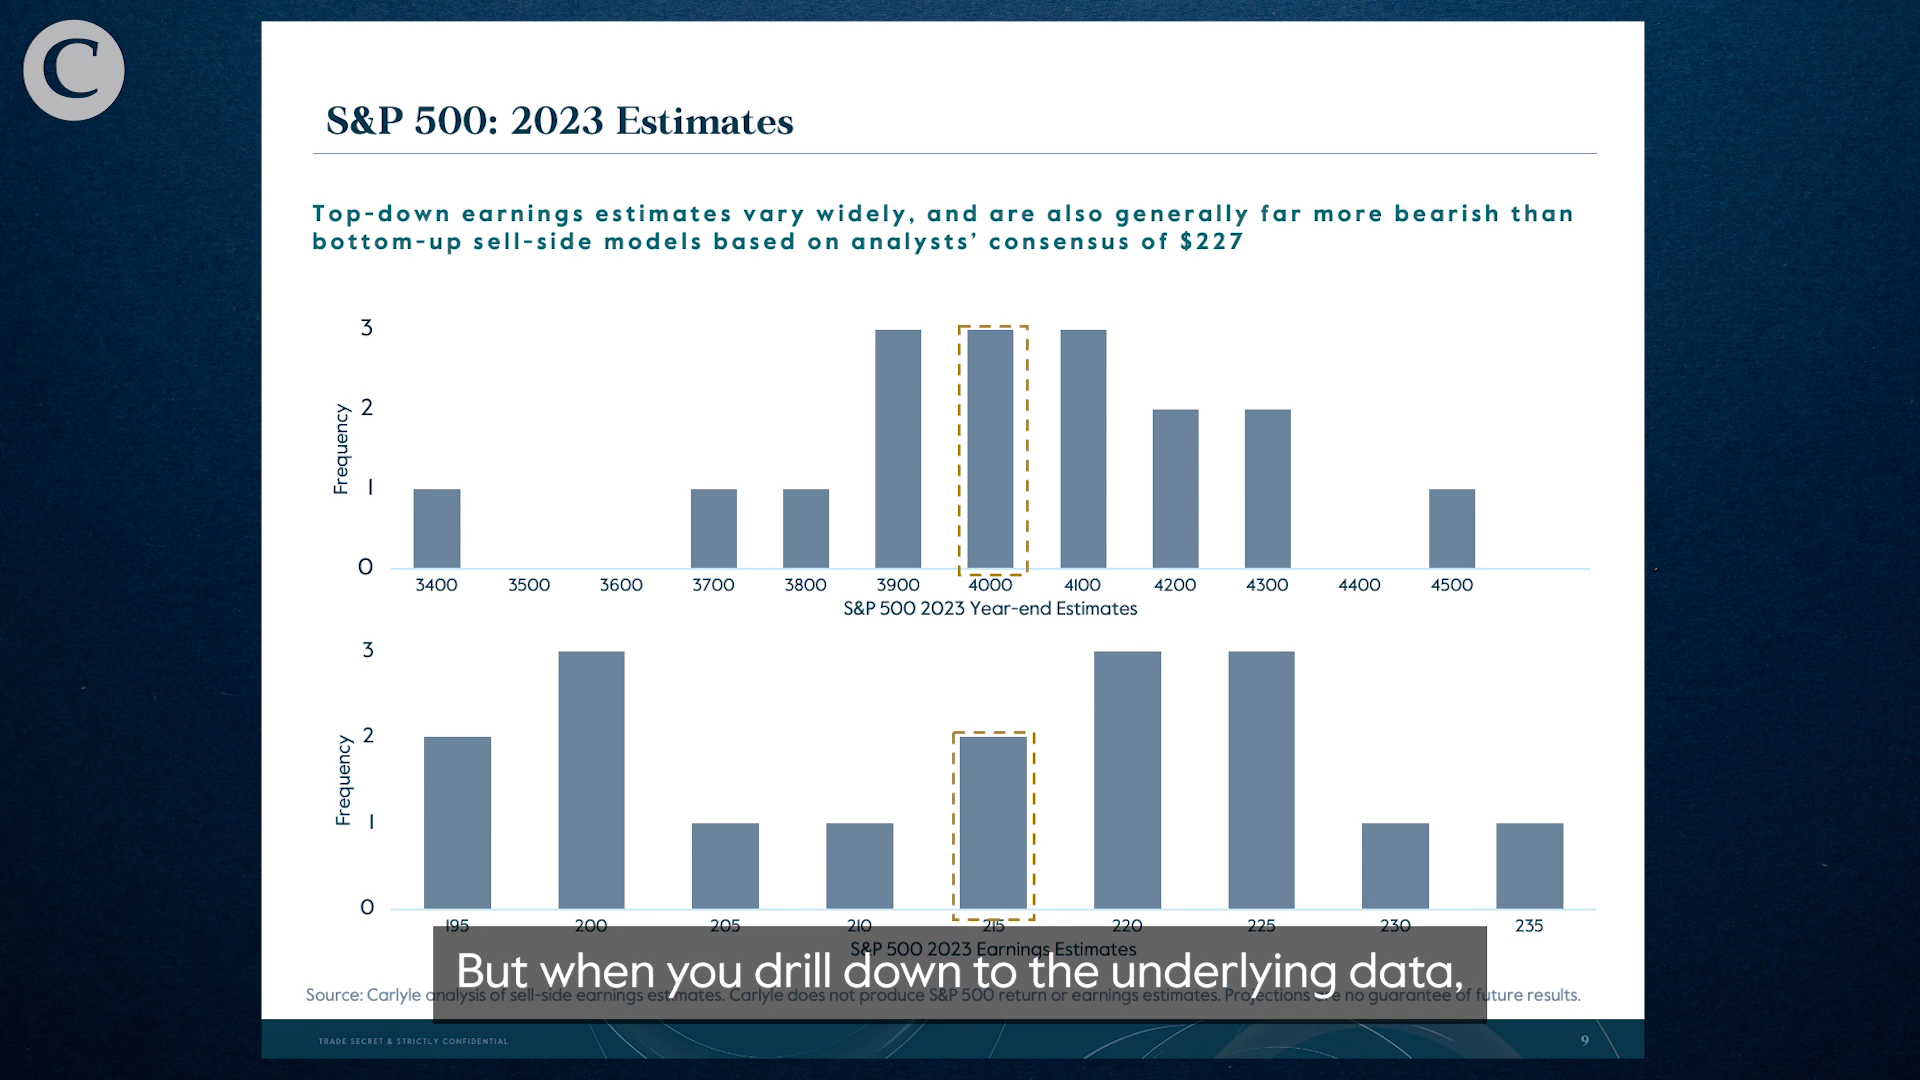 C
S&P 500: 2023 Estimates
Top-down earnings estimates vary widely, and are also generally far more bearish than
bottom-up sell-side models based on analysts’ consensus of $227
3
2
1
0
Frequency
3400 3500 3600 3700 3800 3900 4000 4100 4200 4300 4400 4500
S&P 500 2023 Year-end Estimates
3
2
1
0
Frequency
195 200 205 210 215 220 225 230 235
S&P 500 2023 Earnings Estimates
But when you drill down to the underlying data,
Source: Carlyle analysis of sell-side earnings estimates. Carlyle does not produce S&P 500 return or earnings estimates. Projections are no guarantee of future results.
TRADE SECRET & STRICTLY CONFIDENTIAL
9